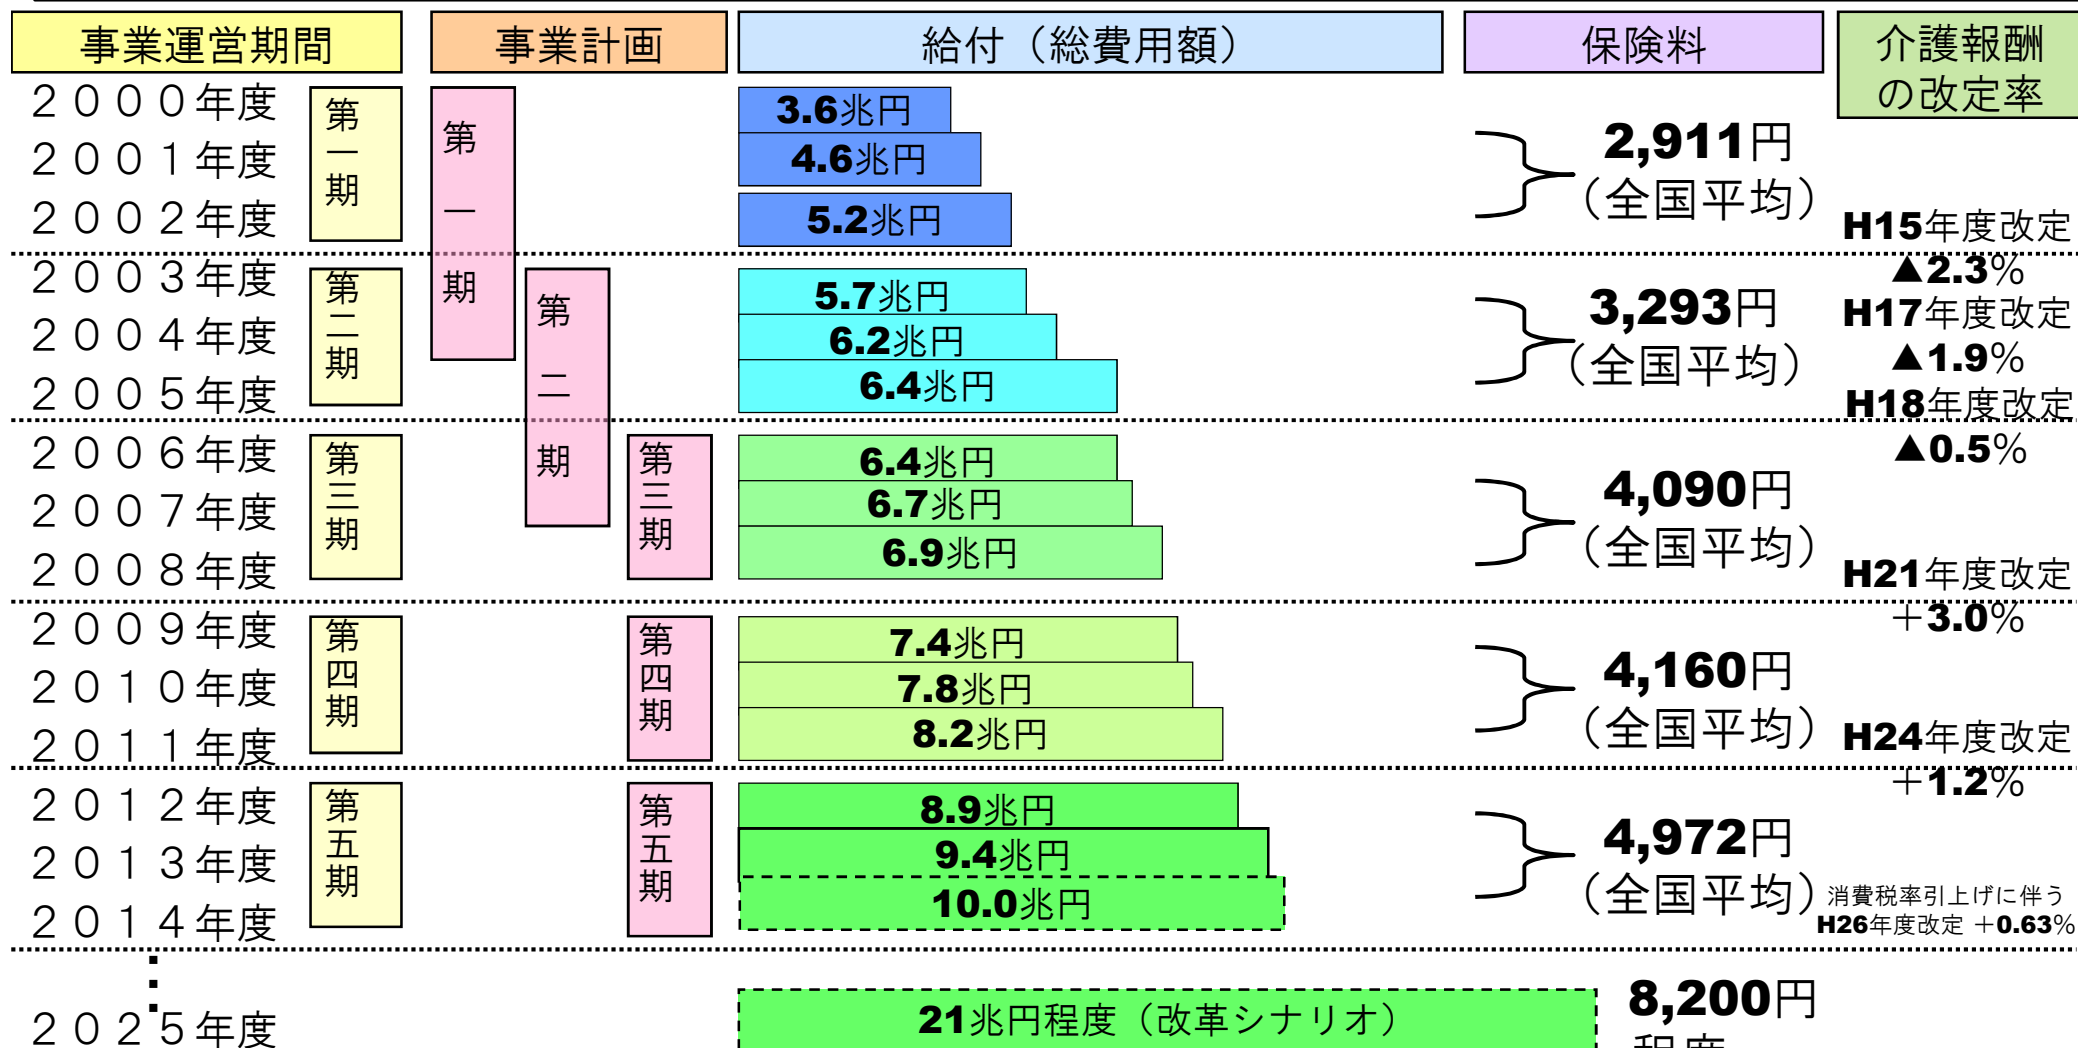 事業運営期間
事業計画
給付（総費用額）
保険料
介護報酬
の改定率
２０００年度
２００１年度
２００２年度
第一期
第一期
3.6兆円
4.6兆円
5.2兆円
2,911円
（全国平均）
H15年度改定
▲2.3％
２００３年度
２００４年度
２００５年度
第二期
第二期
5.7兆円
6.2兆円
6.4兆円
3,293円
（全国平均）
H17年度改定
▲1.9％
H18年度改定
▲0.5％
２００６年度
２００７年度
２００８年度
第三期
第三期
6.4兆円
6.7兆円
6.9兆円
4,090円
（全国平均）
H21年度改定
＋3.0％
２００９年度
２０１０年度
２０１１年度
第四期
第四期
7.4兆円
7.8兆円
8.2兆円
4,160円
（全国平均）
H24年度改定
＋1.2％
２０１２年度
２０１３年度
２０１４年度
第五期
第五期
8.9兆円
9.4兆円
10.0兆円
4,972円
（全国平均）
消費税率引上げに伴う
H26年度改定 ＋0.63％
２０２５年度
21兆円程度（改革シナリオ）
8,200円
程度